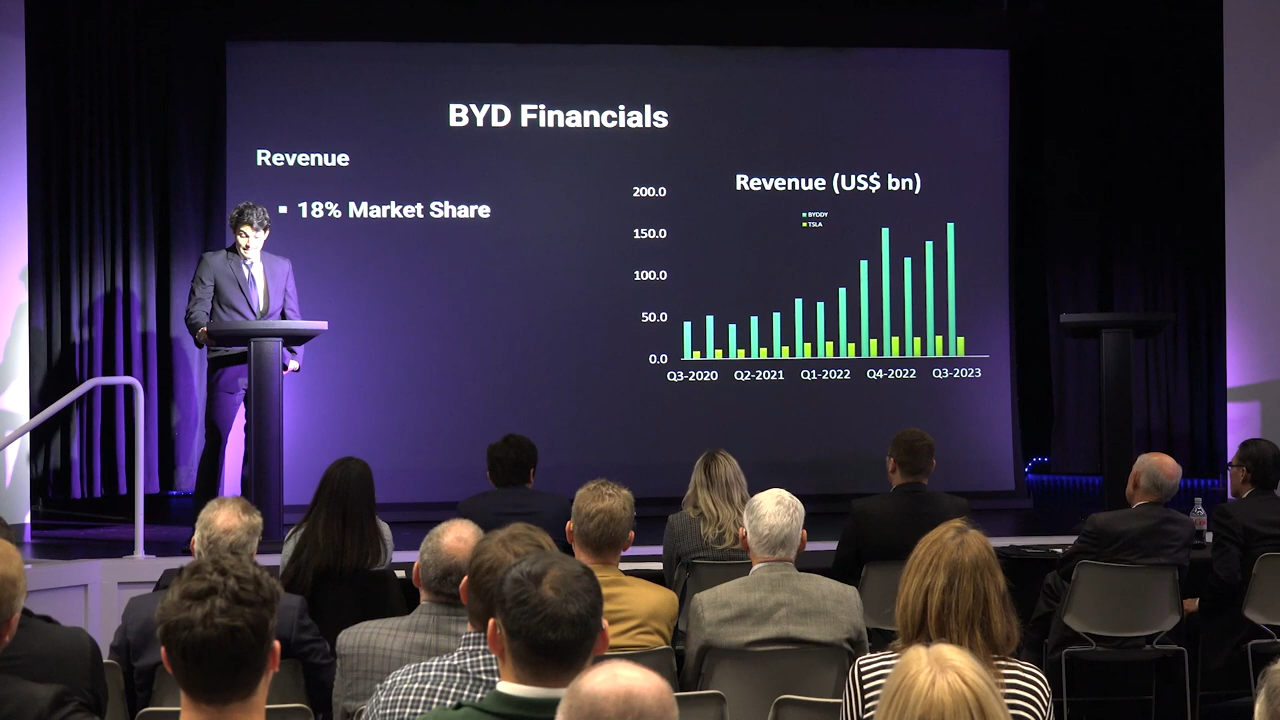 BYD Financials
Revenue
▪ 18% Market Share
Revenue (US$ bn)
BYDDY
TSLA
200.0
150.0
100.0
50.0
0.0
Q3-2020 Q2-2021 Q1-2022 Q4-2022 Q3-2023